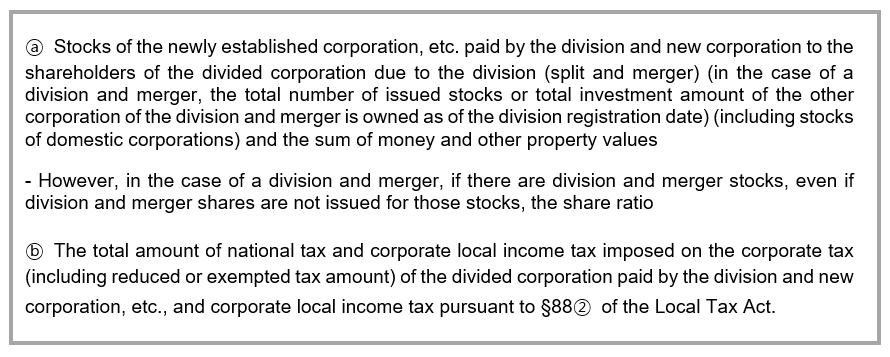 ⓐ Stocks of the newly established corporation, etc. paid by the division and new corporation to the
shareholders of the divided corporation due to the division (split and merger) (in the case of a
division and merger, the total number of issued stocks or total investment amount of the other
corporation of the division and merger is owned as of the division registration date) (including stocks
of domestic corporations) and the sum of money and other property values
- However, in the case of a division and merger, if there are division and merger stocks, even if
division and merger shares are not issued for those stocks, the share ratio
ⓑ The total amount of national tax and corporate local income tax imposed on the corporate tax
(including reduced or exempted tax amount) of the divided corporation paid by the division and new
corporation, etc., and corporate local income tax pursuant to §88② of the Local Tax Act.